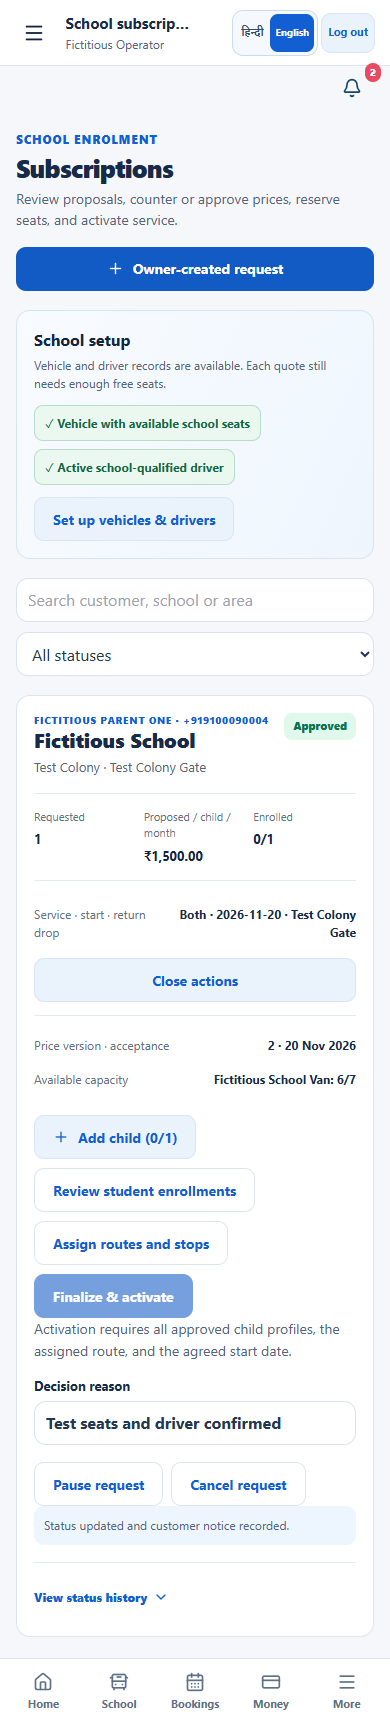 School subscrip...
Fictitious Operator
हिन्दी
English
Log out
2
SCHOOL ENROLMENT
Subscriptions
Review proposals, counter or approve prices, reserve
seats, and activate service.
+ Owner-created request
School setup
Vehicle and driver records are available. Each quote still
needs enough free seats.
✓ Vehicle with available school seats
✓ Active school-qualified driver
Set up vehicles & drivers
Search customer, school or area
All statuses
FICTITIOUS PARENT ONE · +919100090004
Approved
Fictitious School
Test Colony · Test Colony Gate
Requested
1
Proposed / child /
month
₹1,500.00
Enrolled
0/1
Service · start · return
drop
Both · 2026-11-20 · Test Colony
Gate
Close actions
Price version · acceptance
2 · 20 Nov 2026
Available capacity
Fictitious School Van: 6/7
+ Add child (0/1)
Review student enrollments
Assign routes and stops
Finalize & activate
Activation requires all approved child profiles, the
assigned route, and the agreed start date.
Decision reason
Test seats and driver confirmed
Pause request
Cancel request
Status updated and customer notice recorded.
View status history
Home
School
Bookings
Money
More